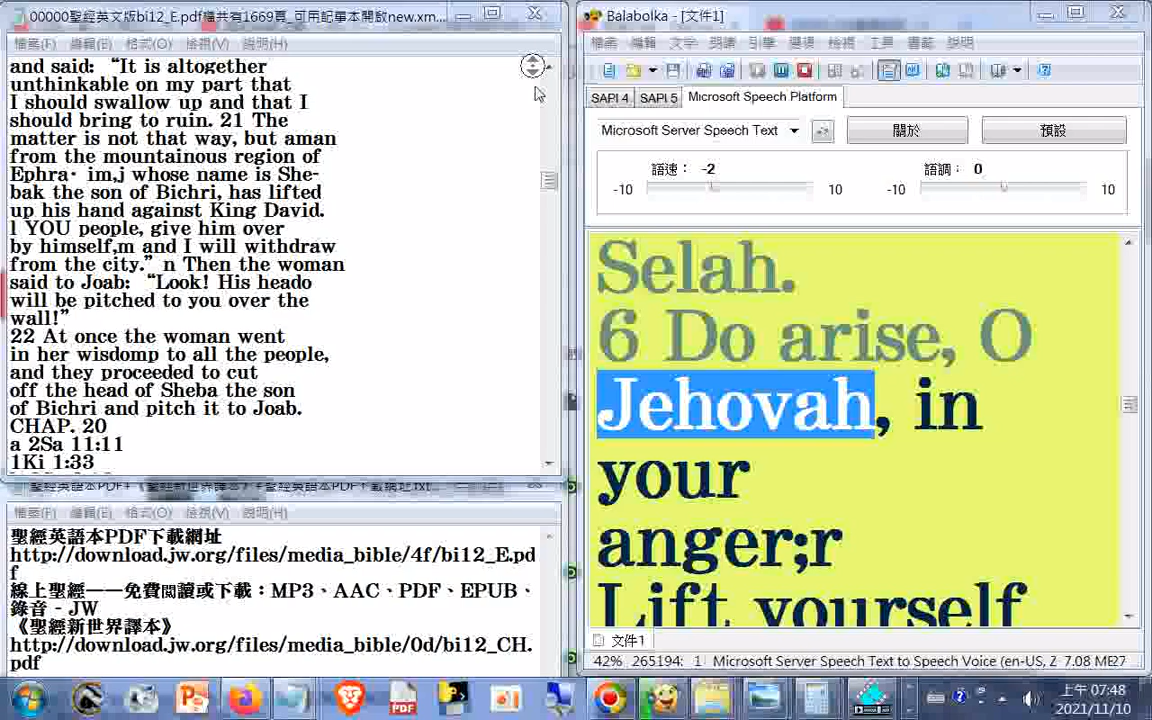 00000聖經英文版bi12_E.pdf檔共有1669頁_可用記事本開啟new.xm...
檔案(F) 編輯(E) 格式(O) 檢視(V) 說明(H)
and said: “It is altogether
unthinkable on my part that
I should swallow up and that I
should bring to ruin. 21 The
matter is not that way, but aman
from the mountainous region of
Ephra· im,j whose name is She-
bak the son of Bichri, has lifted
up his hand against King David.
l YOU people, give him over
by himself,m and I will withdraw
from the city.” n Then the woman
said to Joab: “Look! His heado
will be pitched to you over the
wall!”
22 At once the woman went
in her wisdomp to all the people,
and they proceeded to cut
off the head of Sheba the son
of Bichri and pitch it to Joab.
CHAP. 20
a 2Sa 11:11
1Ki 1:33
檔案(F) 編輯(E) 格式(O) 檢視(V) 說明(H)
聖經英語本PDF下載網址
http://download.jw.org/files/media_bible/4f/bi12_E.pd
f
線上聖經——免費閱讀或下載：MP3、AAC、PDF、EPUB、
錄音 - JW
《聖經新世界譯本》
http://download.jw.org/files/media_bible/0d/bi12_CH.
pdf
Balabolka - [文件1]
檔案 編輯 文字 朗讀 引擎 選項 檢視 工具 書籤 說明
SAPI 4 SAPI 5 Microsoft Speech Platform
Microsoft Server Speech Text 關於 預設
語速： -2 語調： 0
-10 10 -10 10
Selah.
6 Do arise, O
Jehovah, in
your
anger;r
Lift yourself
文件1
42% 265194: 1 Microsoft Server Speech Text to Speech Voice (en-US, Z 7.08 ME27
上午 07:48
2021/11/10